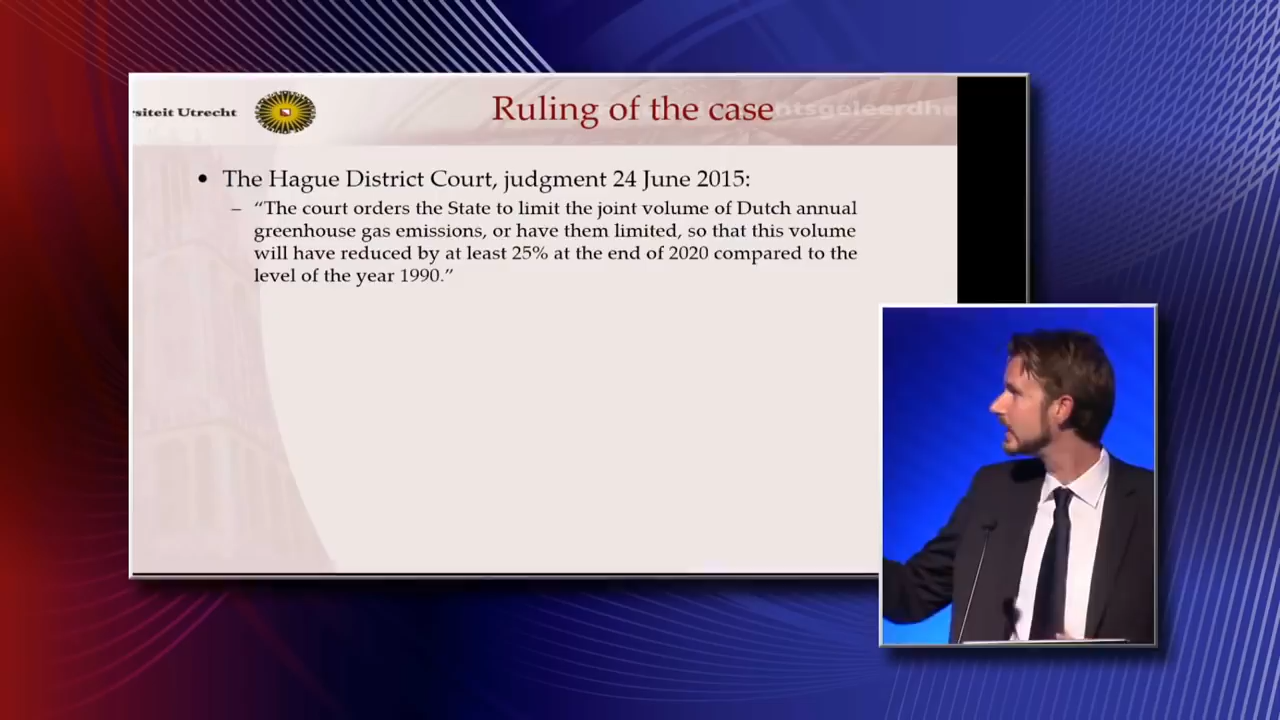 siteit Utrecht
Ruling of the case
ntsgeleerdhe
• The Hague District Court, judgment 24 June 2015:
– “The court orders the State to limit the joint volume of Dutch annual
greenhouse gas emissions, or have them limited, so that this volume
will have reduced by at least 25% at the end of 2020 compared to the
level of the year 1990.”